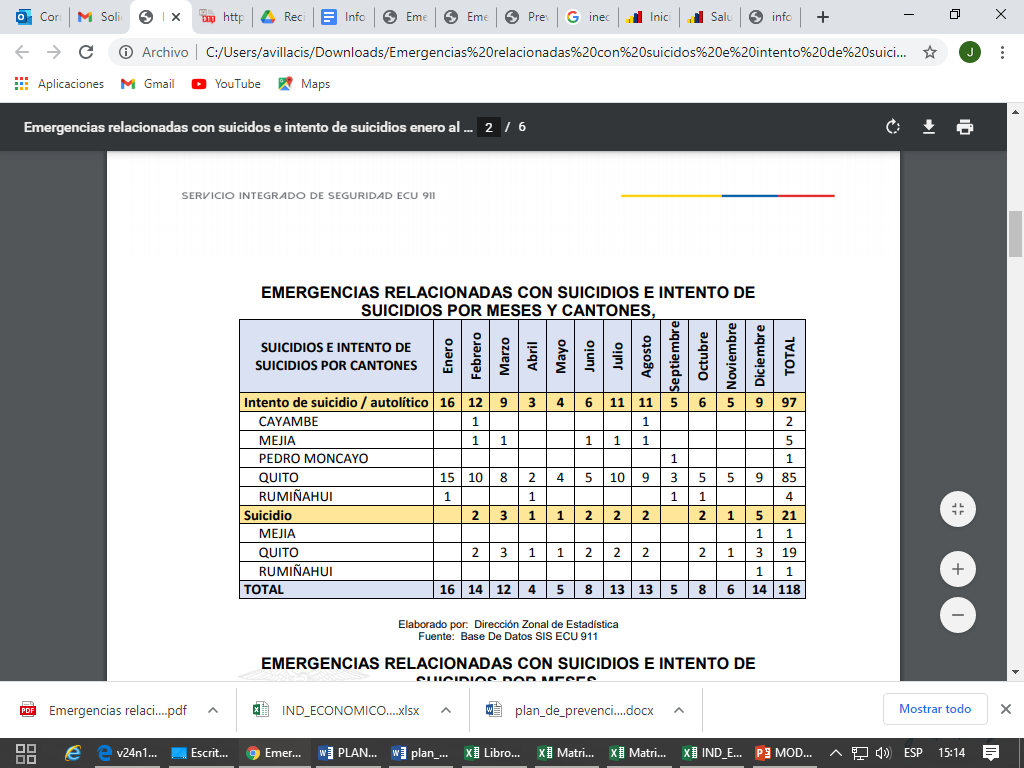 Corr
Soli
http
Reci
Info
Eme
Eme
Prev
inec
Inici
Salu
info
Archivo
C:/Users/avillacis/Downloads/Emergencias%20relacionadas%20con%20suicidos%20e%20intento%20de%20suici...
J
Aplicaciones
Gmail
YouTube
Maps
Emergencias relacionadas con suicidos e intento de suicidios enero al ... 2 / 6
SERVICIO INTEGRADO DE SEGURIDAD ECU 911
EMERGENCIAS RELACIONADAS CON SUICIDIOS E INTENTO DE
SUICIDIOS POR MESES Y CANTONES,
SUICIDIOS E INTENTO DE
SUICIDIOS POR CANTONES
Enero Febrero Marzo Abril Mayo Junio Julio Agosto Septiembre Octubre Noviembre Diciembre TOTAL
Intento de suicidio / autolítico 16 12 9 3 4 6 11 11 5 6 5 9 97
CAYAMBE 1 1 2
MEJIA 1 1 1 1 1 5
PEDRO MONCAYO 1 1
QUITO 15 10 8 2 4 5 10 9 3 5 5 9 85
RUMIÑAHUI 1 1 1 1 4
Suicidio 2 3 1 1 2 2 2 2 1 5 21
MEJIA 1 1
QUITO 2 3 1 1 2 2 2 2 1 3 19
RUMIÑAHUI 1 1
TOTAL 16 14 12 4 5 8 13 13 5 8 6 14 118
Elaborado por: Dirección Zonal de Estadística
Fuente: Base De Datos SIS ECU 911
EMERGENCIAS RELACIONADAS CON SUICIDIOS E INTENTO DE
SUICIDIOS POR MESES
Emergencias relaci....pdf
IND_ECONOMICO....xlsx
plan_de_prevenci....docx
Mostrar todo
v24n1...
Escrit...
Emer...
PLAN...
plan_...
Libro...
Matri...
Matri...
IND_E...
MOD...
ESP
15:14